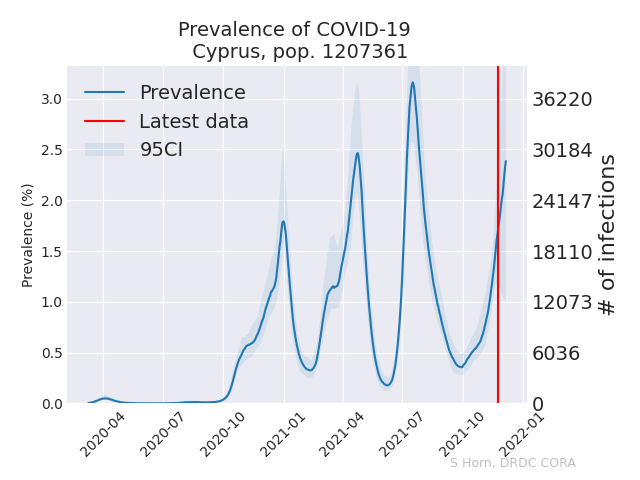 Prevalence of COVID-19
Cyprus, pop. 1207361
Prevalence
Latest data
95CI
Prevalence (%)
3.0
2.5
2.0
1.5
1.0
0.5
0.0
36220
30184
24147
18110
12073
6036
0
# of infections
2020-04
2020-07
2020-10
2021-01
2021-04
2021-07
2021-10
2022-01
S Horn, DRDC CORA